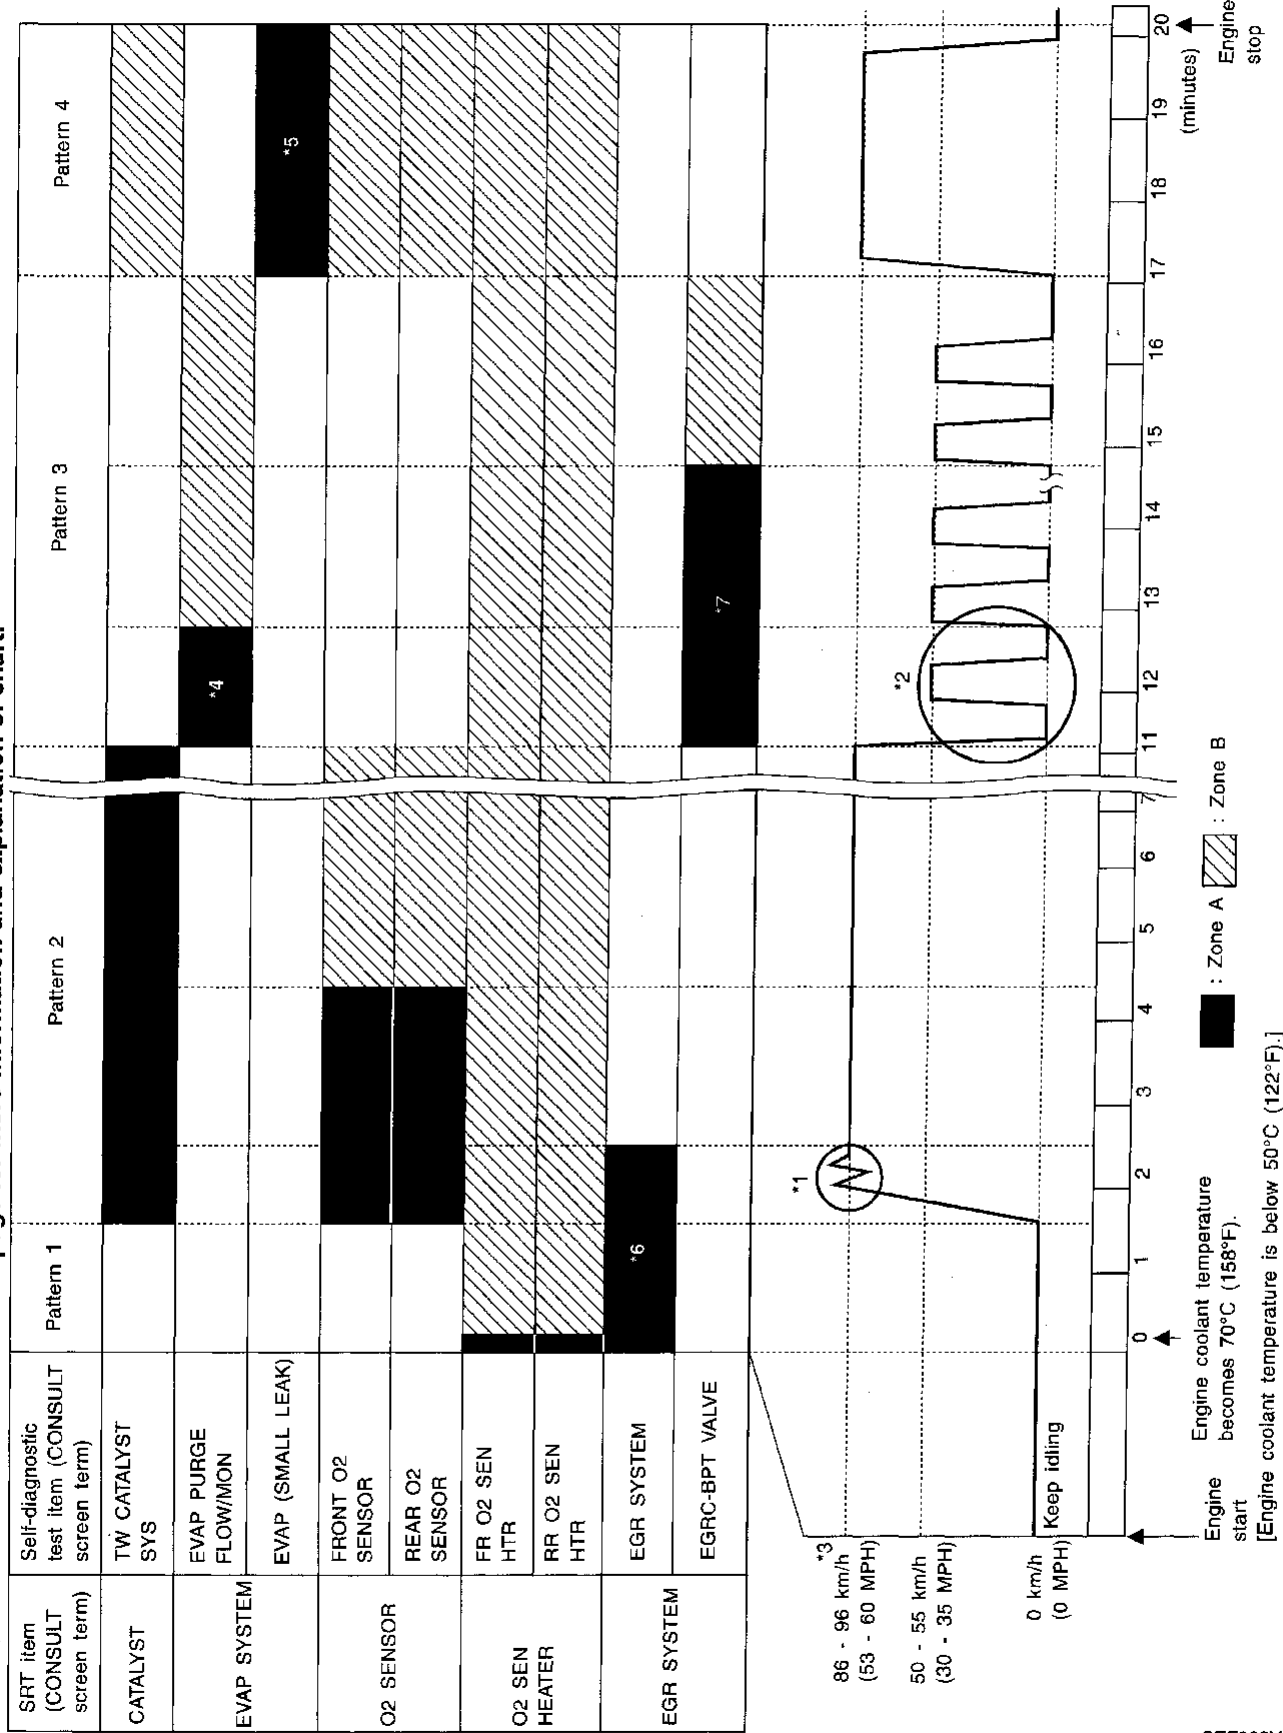 SRT item
(CONSULT
screen term)
Self-diagnostic
test item (CONSULT
screen term)
Pattern 1
Pattern 2
Pattern 3
Pattern 4
CATALYST
TW CATALYST
SYS
EVAP SYSTEM
EVAP PURGE
FLOW/MON
*4
EVAP (SMALL LEAK)
*5
O2 SENSOR
FRONT O2
SENSOR
REAR O2
SENSOR
O2 SEN
HEATER
FR O2 SEN
HTR
RR O2 SEN
HTR
EGR SYSTEM
EGR SYSTEM
*6
EGRC-BPT VALVE
*7
*3
86 - 96 km/h
(53 - 60 MPH)
50 - 55 km/h
(30 - 35 MPH)
0 km/h
(0 MPH)
Keep idling
*1
*2
0 1 2 3 4 5 6 7 11 12 13 14 15 16 17 18 19 20
(minutes)
Engine
start
Engine coolant temperature
becomes 70°C (158°F).
Engine
stop
: Zone A
: Zone B
[Engine coolant temperature is below 50°C (122°F).]